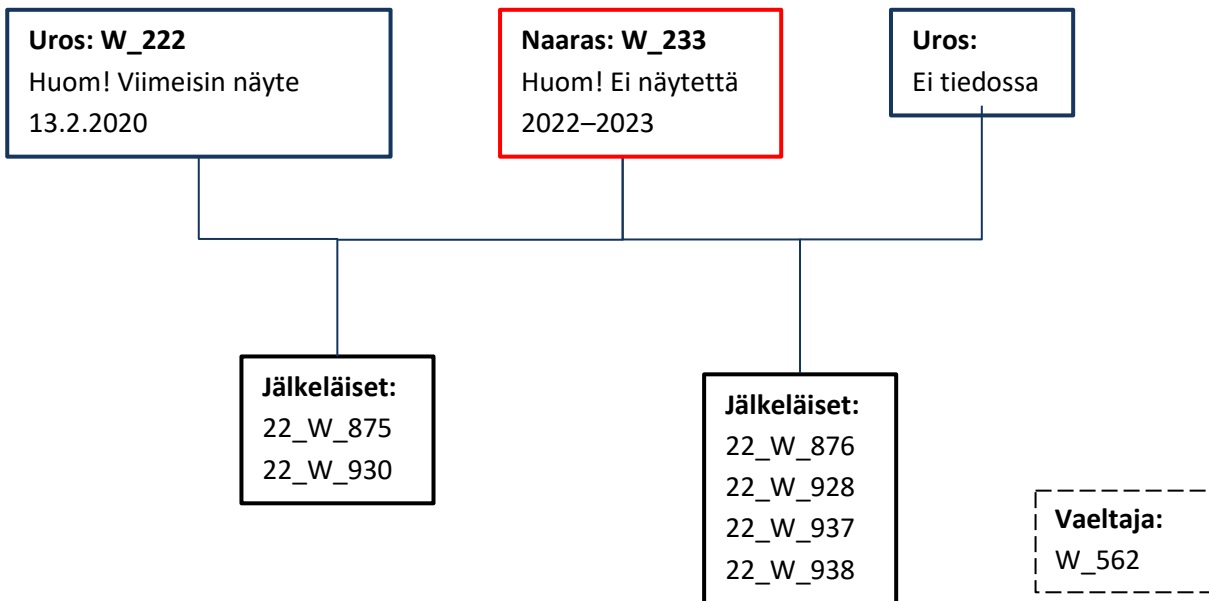 Uros: W_222
Huom! Viimeisin näyte
13.2.2020
Naaras: W_233
Huom! Ei näytettä
2022–2023
Uros:
Ei tiedossa
Jälkeläiset:
22_W_875
22_W_930
Jälkeläiset:
22_W_876
22_W_928
22_W_937
22_W_938
Vaeltaja:
W_562